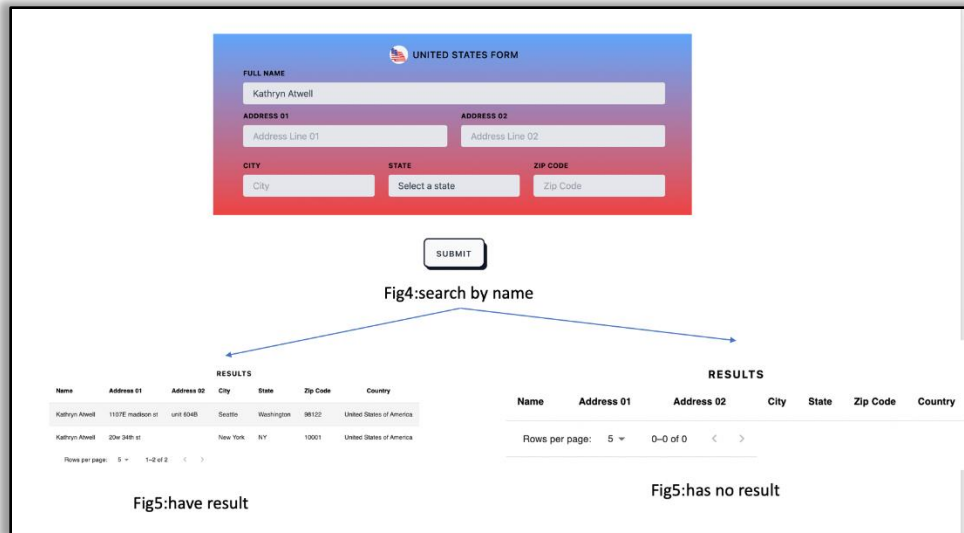 UNITED STATES FORM
FULL NAME
Kathryn Atwell
ADDRESS 01 ADDRESS 02
Address Line 01 Address Line 02
CITY STATE ZIP CODE
City Select a state Zip Code
SUBMIT
Fig4:search by name
RESULTS
Name Address 01 Address 02 City State Zip Code Country
Kathryn Atwell 1107E madison st unit 604B Seattle Washington 98122 United States of America
Kathryn Atwell 20w 34th st New York NY 10001 United States of America
Rows per page: 5 1–2 of 2
Fig5:have result
RESULTS
Name Address 01 Address 02 City State Zip Code Country
Rows per page: 5 0–0 of 0
Fig5:has no result